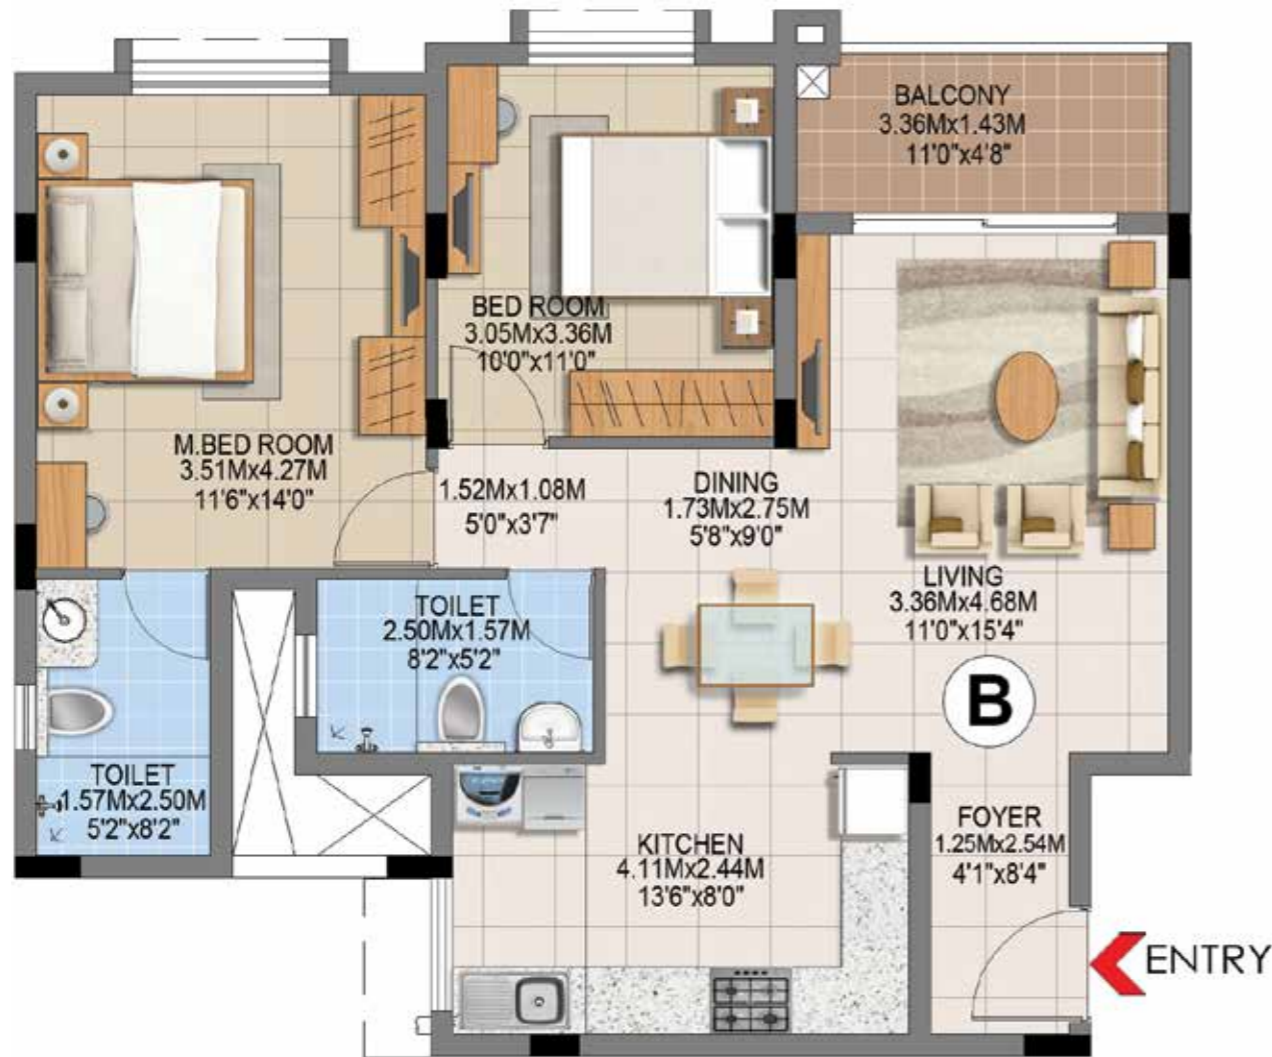 BALCONY
3.36Mx1.43M
11'0"x4'8"
BED ROOM
3.05Mx3.36M
10'0"x11'0"
M.BED ROOM
3.51Mx4.27M
11'6"x14'0"
1.52Mx1.08M
5'0"x3'7"
DINING
1.73Mx2.75M
5'8"x9'0"
LIVING
3.36Mx4.68M
11'0"x15'4"
B
TOILET
2.50Mx1.57M
8'2"x5'2"
TOILET
1.57Mx2.50M
5'2"x8'2"
KITCHEN
4.11Mx2.44M
13'6"x8'0"
FOYER
1.25Mx2.54M
4'1"x8'4"
ENTRY